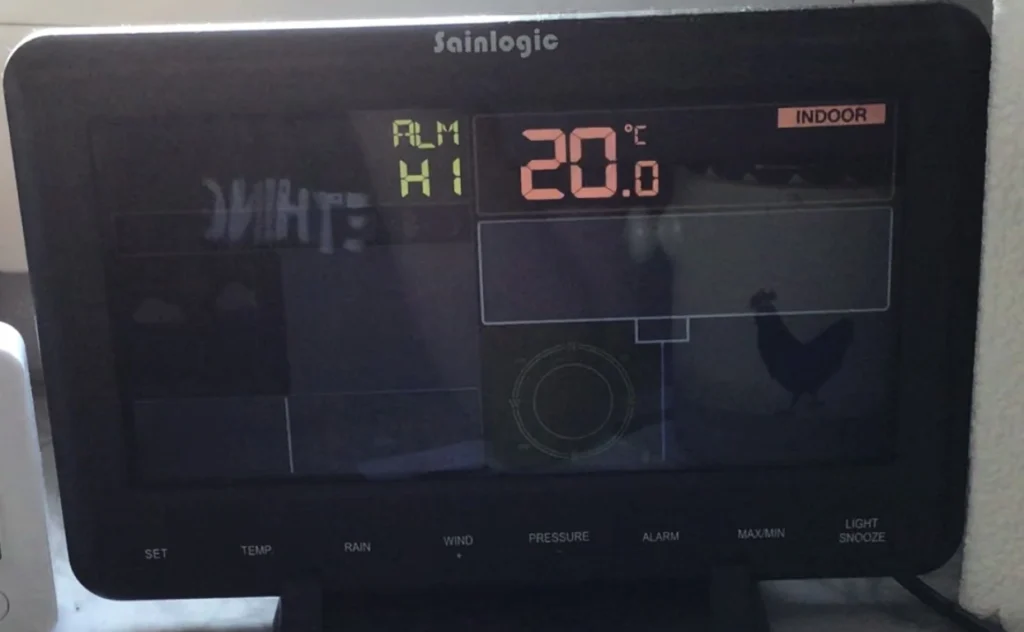 Sainlogic
ALM
HI
20.0 °C
INDOOR
SET
TEMP
RAIN
WIND
PRESSURE
ALARM
MAX/MIN
LIGHT
SNOOZE